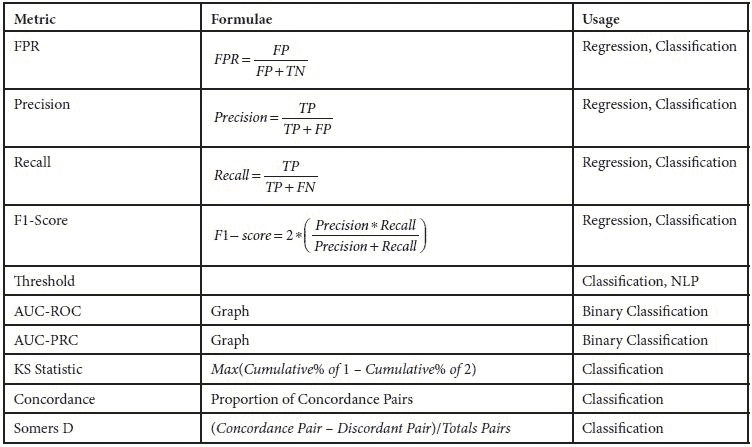 Metric Formulae Usage
FPR FPR = FP / FP + TN Regression, Classification
Precision Precision = TP / TP + FP Regression, Classification
Recall Recall = TP / TP + FN Regression, Classification
F1-Score F1– score = 2 * ( Precision * Recall / Precision + Recall ) Regression, Classification
Threshold Classification, NLP
AUC-ROC Graph Binary Classification
AUC-PRC Graph Binary Classification
KS Statistic Max(Cumulative% of 1 – Cumulative% of 2) Classification
Concordance Proportion of Concordance Pairs Classification
Somers D (Concordance Pair – Discordant Pair)/Totals Pairs Classification